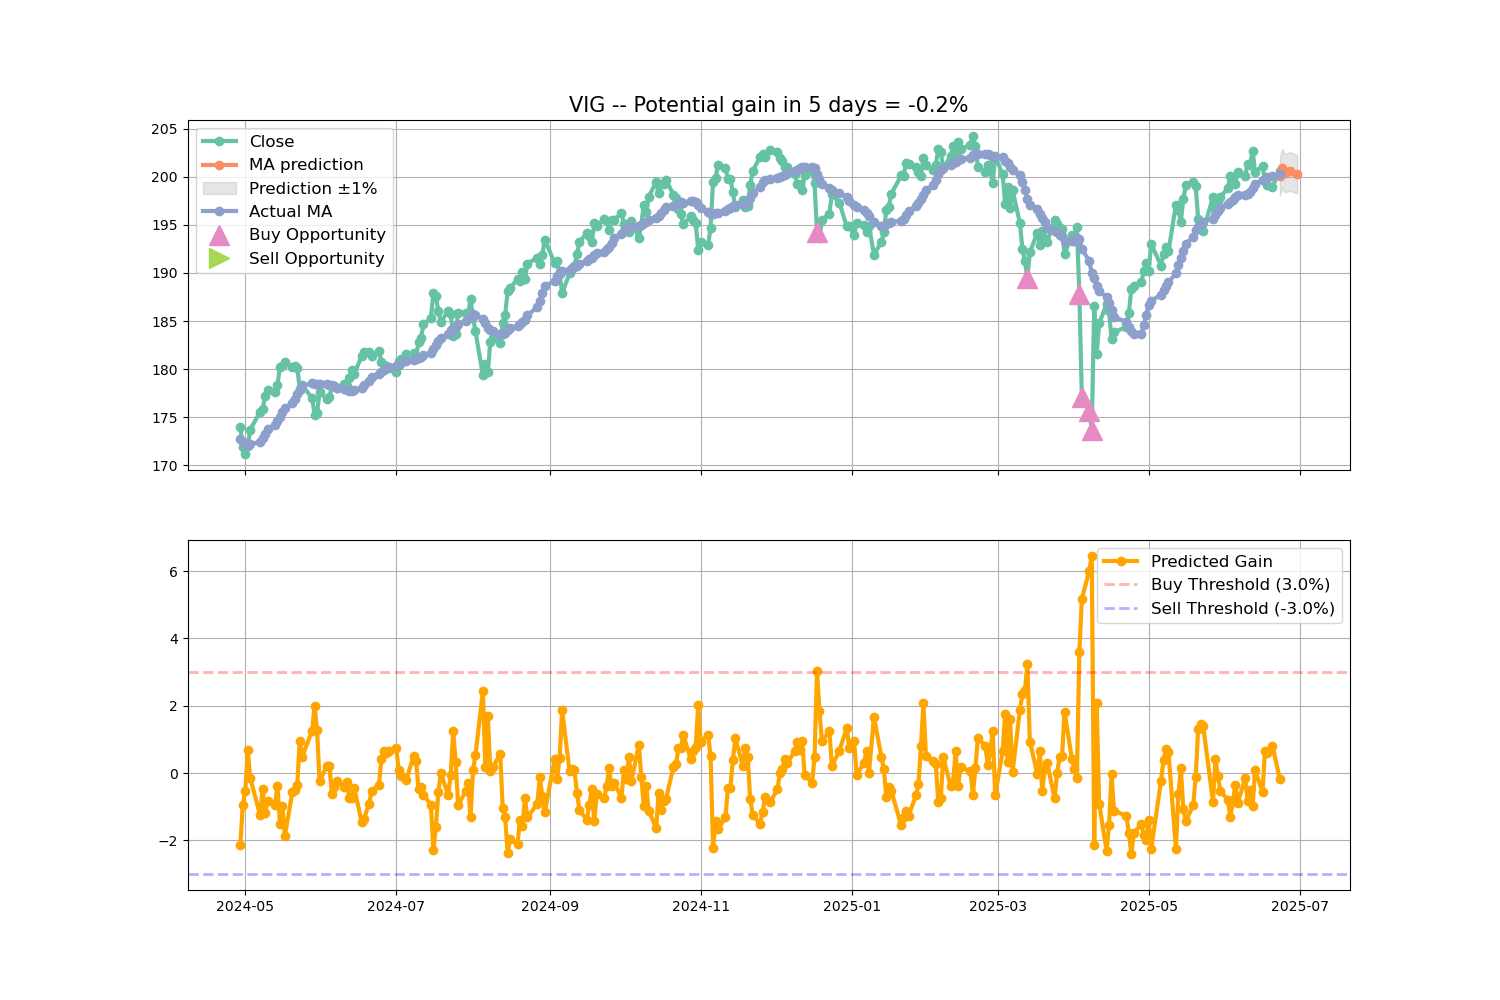 VIG -- Potential gain in 5 days = -0.2%
205
200
195
190
185
180
175
170
Close
MA prediction
Prediction ±1%
Actual MA
Buy Opportunity
Sell Opportunity
6
4
2
0
−2
Predicted Gain
Buy Threshold (3.0%)
Sell Threshold (-3.0%)
2024-05 2024-07 2024-09 2024-11 2025-01 2025-03 2025-05 2025-07